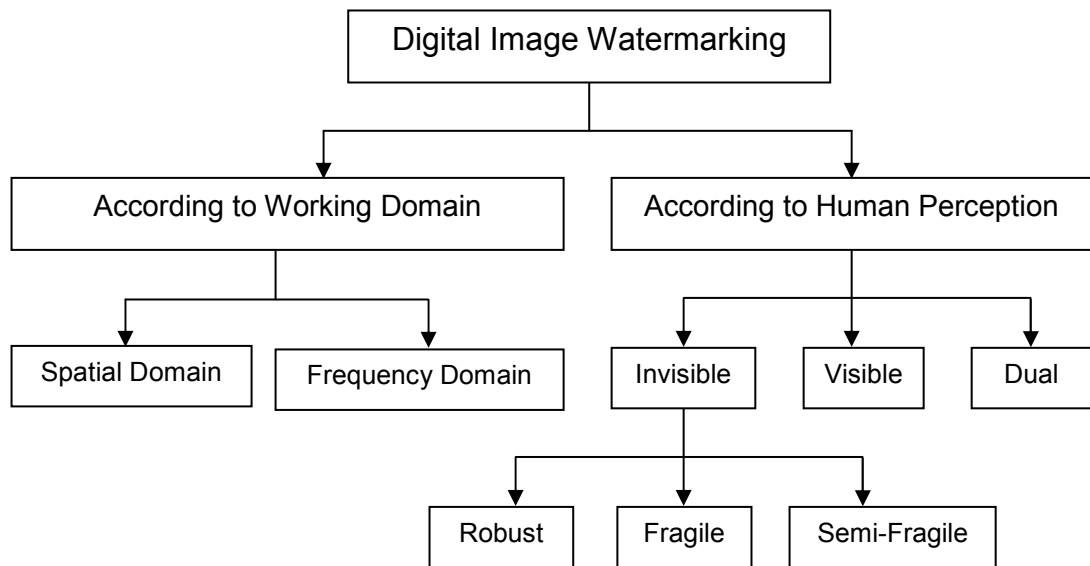 Digital Image Watermarking
According to Working Domain
According to Human Perception
Spatial Domain
Frequency Domain
Invisible
Visible
Dual
Robust
Fragile
Semi-Fragile